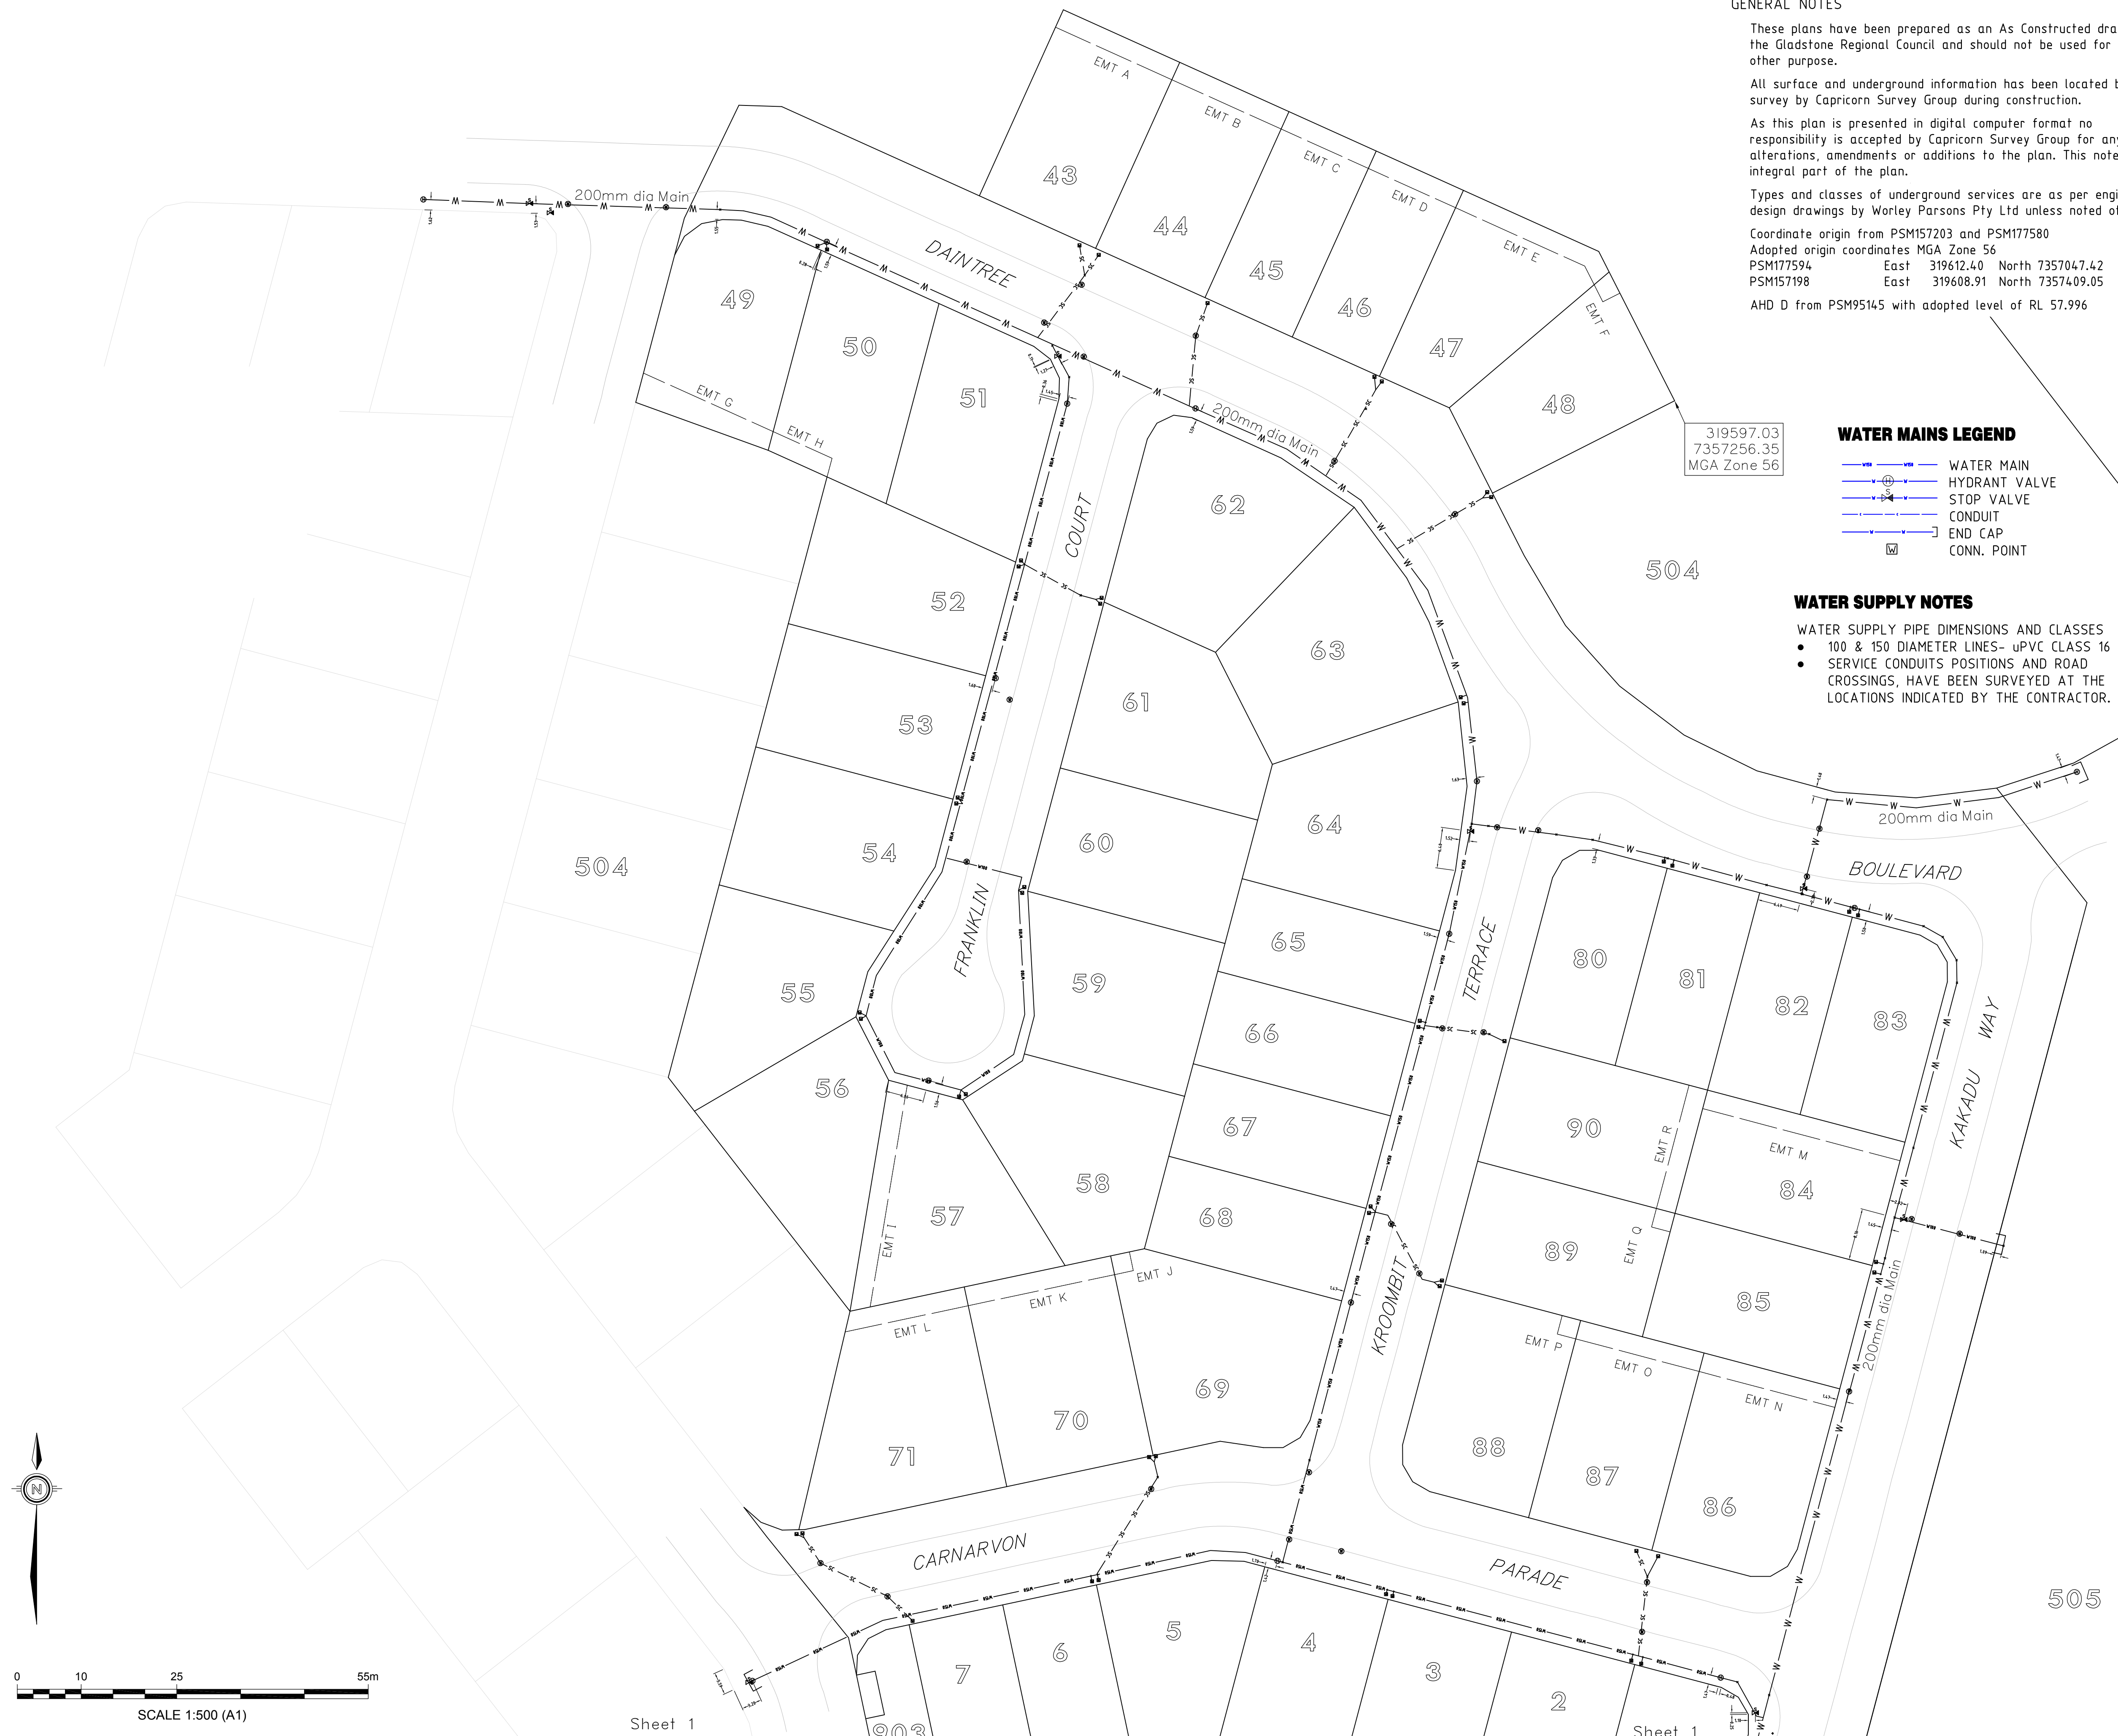 GENERAL NOTES
These plans have been prepared as an As Constructed dra
the Gladstone Regional Council and should not be used for
other purpose.
All surface and underground information has been located b
survey by Capricorn Survey Group during construction.
As this plan is presented in digital computer format no
responsibility is accepted by Capricorn Survey Group for any
alterations, amendments or additions to the plan. This note
integral part of the plan.
Types and classes of underground services are as per engi
design drawings by Worley Parsons Pty Ltd unless noted ot
Coordinate origin from PSM157203 and PSM177580
Adopted origin coordinates MGA Zone 56
PSM177594 East 319612.40 North 7357047.42
PSM157198 East 319608.91 North 7357409.05
AHD D from PSM95145 with adopted level of RL 57.996
319597.03
7357256.35
MGA Zone 56
WATER MAINS LEGEND
WATER MAIN
HYDRANT VALVE
STOP VALVE
CONDUIT
END CAP
W CONN. POINT
WATER SUPPLY NOTES
WATER SUPPLY PIPE DIMENSIONS AND CLASSES
● 100 & 150 DIAMETER LINES- uPVC CLASS 16
● SERVICE CONDUITS POSITIONS AND ROAD
CROSSINGS, HAVE BEEN SURVEYED AT THE
LOCATIONS INDICATED BY THE CONTRACTOR.
EMT A
EMT B
EMT C
EMT D
EMT E
EMT F
43
44
45
46
47
48
504
200mm dia Main
DAINTREE
200mm dia Main
49
50
51
EMT G
EMT H
COURT
62
52
63
53
61
54
60
64
504
FRANKLIN
200mm dia Main
BOULEVARD
55
59
65
TERRACE
80
81
82
83
KAKADU WAY
66
56
67
90
EMT R
EMT M
84
57
58
68
EMT I
89
EMT Q
85
200mm dia Main
EMT J
EMT K
EMT L
KROOMBIT
EMT P
EMT O
EMT N
69
70
71
88
87
86
CARNARVON
PARADE
505
7
6
5
4
3
2
903
N
0 10 25 55m
SCALE 1:500 (A1)
Sheet 1
Sheet 1